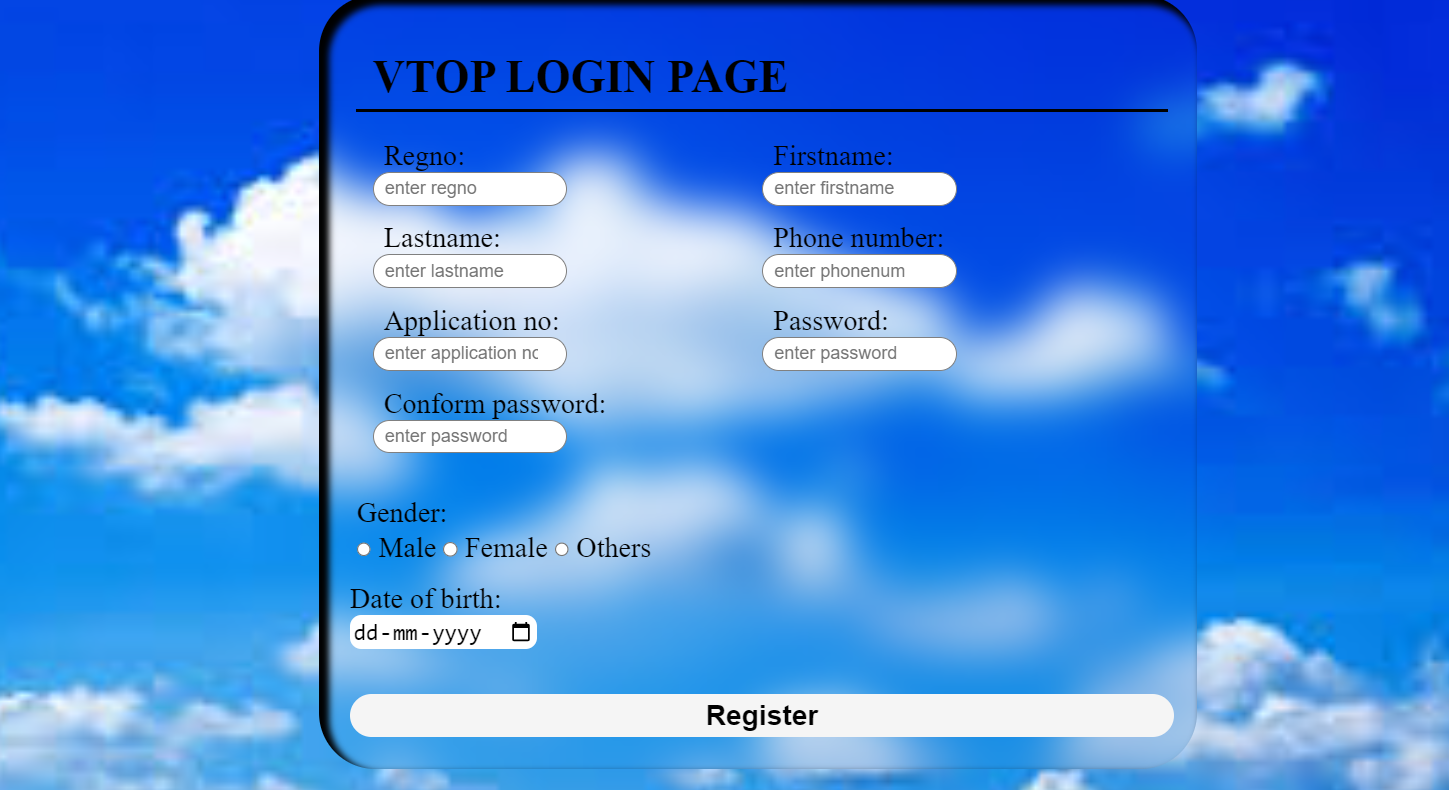 VTOP LOGIN PAGE
Regno: Firstname:
enter regno enter firstname
Lastname: Phone number:
enter lastname enter phonenum
Application no: Password:
enter application no enter password
Conform password:
enter password
Gender:
Male Female Others
Date of birth:
dd-mm-yyyy
Register